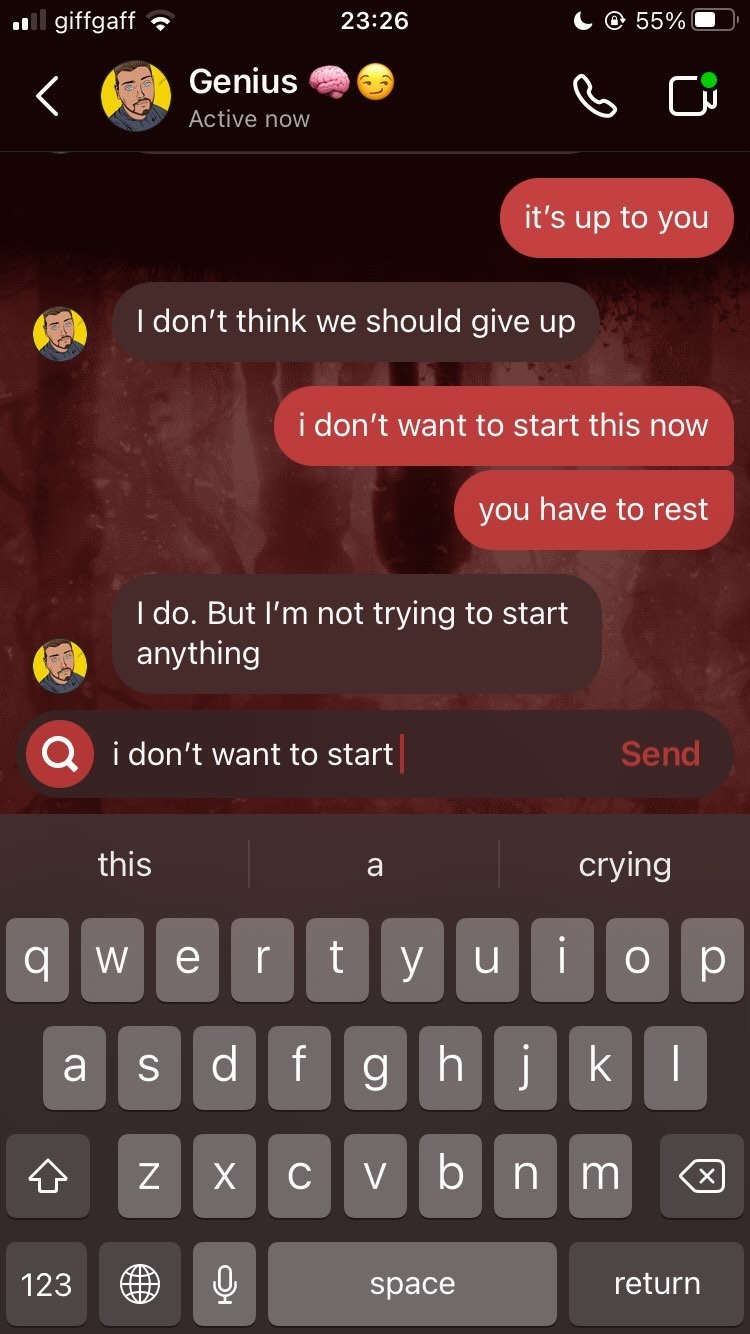 giffgaff 23:26 55%
Genius 🧠😏
Active now
it's up to you
I don't think we should give up
i don't want to start this now
you have to rest
I do. But I'm not trying to start
anything
i don't want to start Send
this a crying
q w e r t y u i o p
a s d f g h j k l
z x c v b n m
123 space return